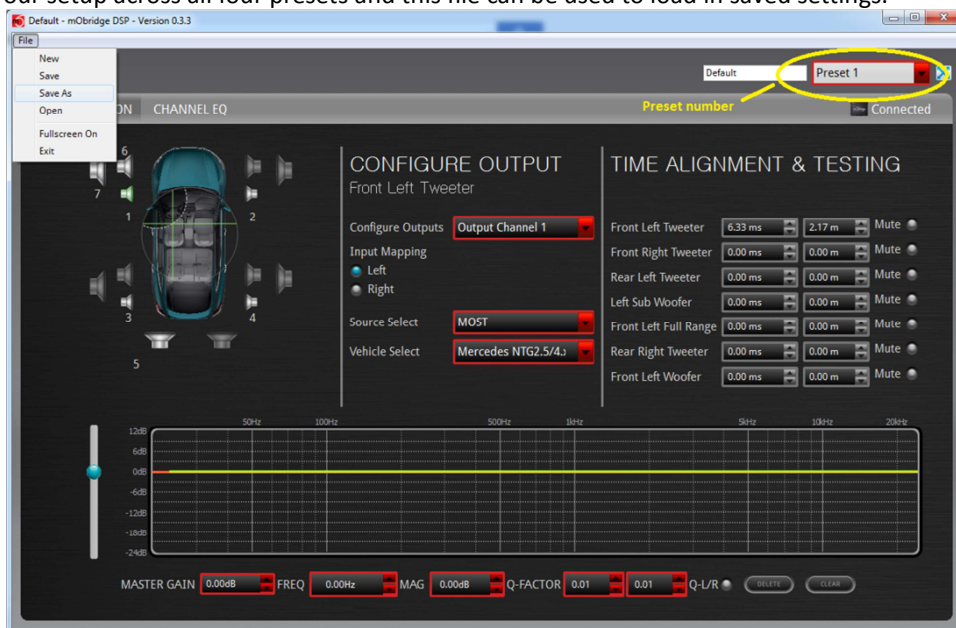 our setup across all four presets and this file can be used to load in saved settings.
Default - mObridge DSP - Version 0.3.3
File
New
Save
Save As
Open
Fullscreen On
Exit
Default
Preset 1
Preset number
ON CHANNEL EQ
Connected
CONFIGURE OUTPUT
Front Left Tweeter
Configure Outputs Output Channel 1
Input Mapping
Left
Right
Source Select MOST
Vehicle Select Mercedes NTG2.5/4.
TIME ALIGNMENT & TESTING
Front Left Tweeter 6.33 ms 2.17 m Mute
Front Right Tweeter 0.00 ms 0.00 m Mute
Rear Left Tweeter 0.00 ms 0.00 m Mute
Left Sub Woofer 0.00 ms 0.00 m Mute
Front Left Full Range 0.00 ms 0.00 m Mute
Rear Right Tweeter 0.00 ms 0.00 m Mute
Front Left Woofer 0.00 ms 0.00 m Mute
6
7
1 2
3 4
5
50Hz 100Hz 500Hz 1kHz 5kHz 10kHz 20kHz
12dB
6dB
0dB
-6dB
-12dB
-18dB
-24dB
MASTER GAIN 0.00dB FREQ 0.00Hz MAG 0.00dB Q-FACTOR 0.01 0.01 Q-L/R DELETE CLEAR